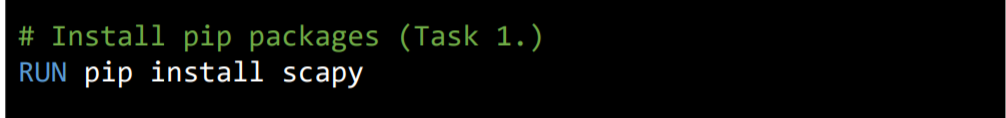 # Install pip packages (Task 1.)
RUN pip install scapy